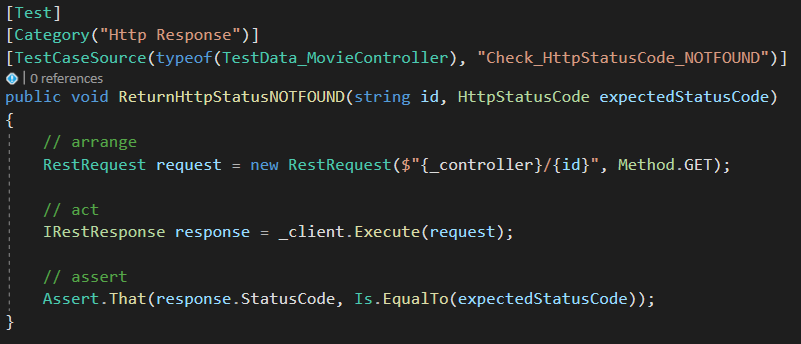 [Test]
[Category("Http Response")]
[TestCaseSource(typeof(TestData_MovieController), "Check_HttpStatusCode_NOTFOUND")]
| 0 references
public void ReturnHttpStatusNOTFOUND(string id, HttpStatusCode expectedStatusCode)
{
// arrange
RestRequest request = new RestRequest($"{_controller}/{id}", Method.GET);
// act
IRestResponse response = _client.Execute(request);
// assert
Assert.That(response.StatusCode, Is.EqualTo(expectedStatusCode));
}